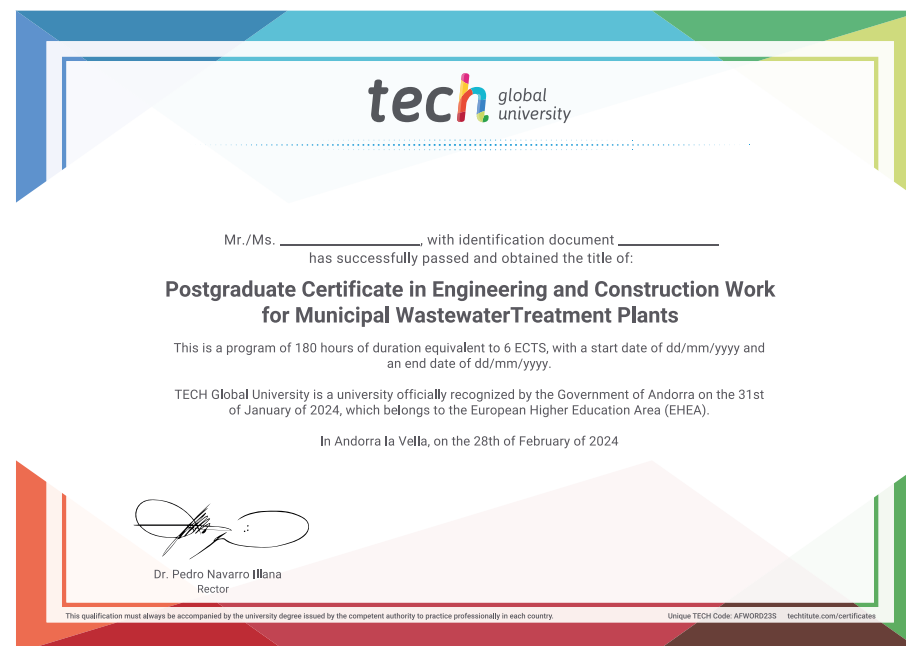 tech global
university
Mr./Ms. ____________________, with identification document ______________
has successfully passed and obtained the title of:
Postgraduate Certificate in Engineering and Construction Work
for Municipal WastewaterTreatment Plants
This is a program of 180 hours of duration equivalent to 6 ECTS, with a start date of dd/mm/yyyy and
an end date of dd/mm/yyyy.
TECH Global University is a university officially recognized by the Government of Andorra on the 31st
of January of 2024, which belongs to the European Higher Education Area (EHEA).
In Andorra la Vella, on the 28th of February of 2024
Dr. Pedro Navarro Illana
Rector
This qualification must always be accompanied by the university degree issued by the competent authority to practice professionally in each country.
Unique TECH Code: AFWORD23S techtitute.com/certificates